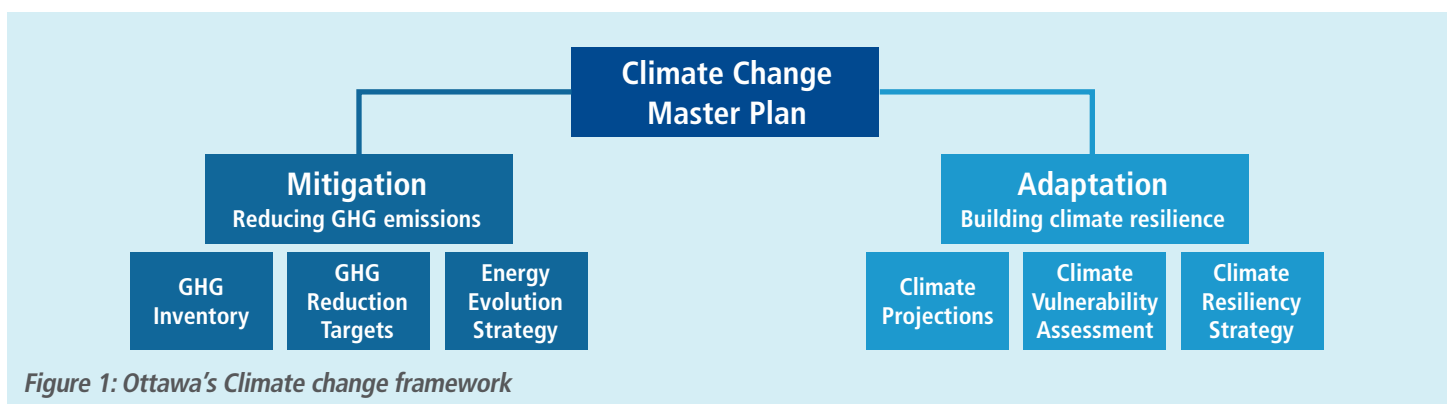 Climate Change
Master Plan
Mitigation
Reducing GHG emissions
GHG
Inventory
GHG
Reduction
Targets
Energy
Evolution
Strategy
Adaptation
Building climate resilience
Climate
Projections
Climate
Vulnerability
Assessment
Climate
Resiliency
Strategy
Figure 1: Ottawa’s Climate change framework